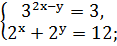 3^{2x−y} = 3,
2^x + 2^y = 12;